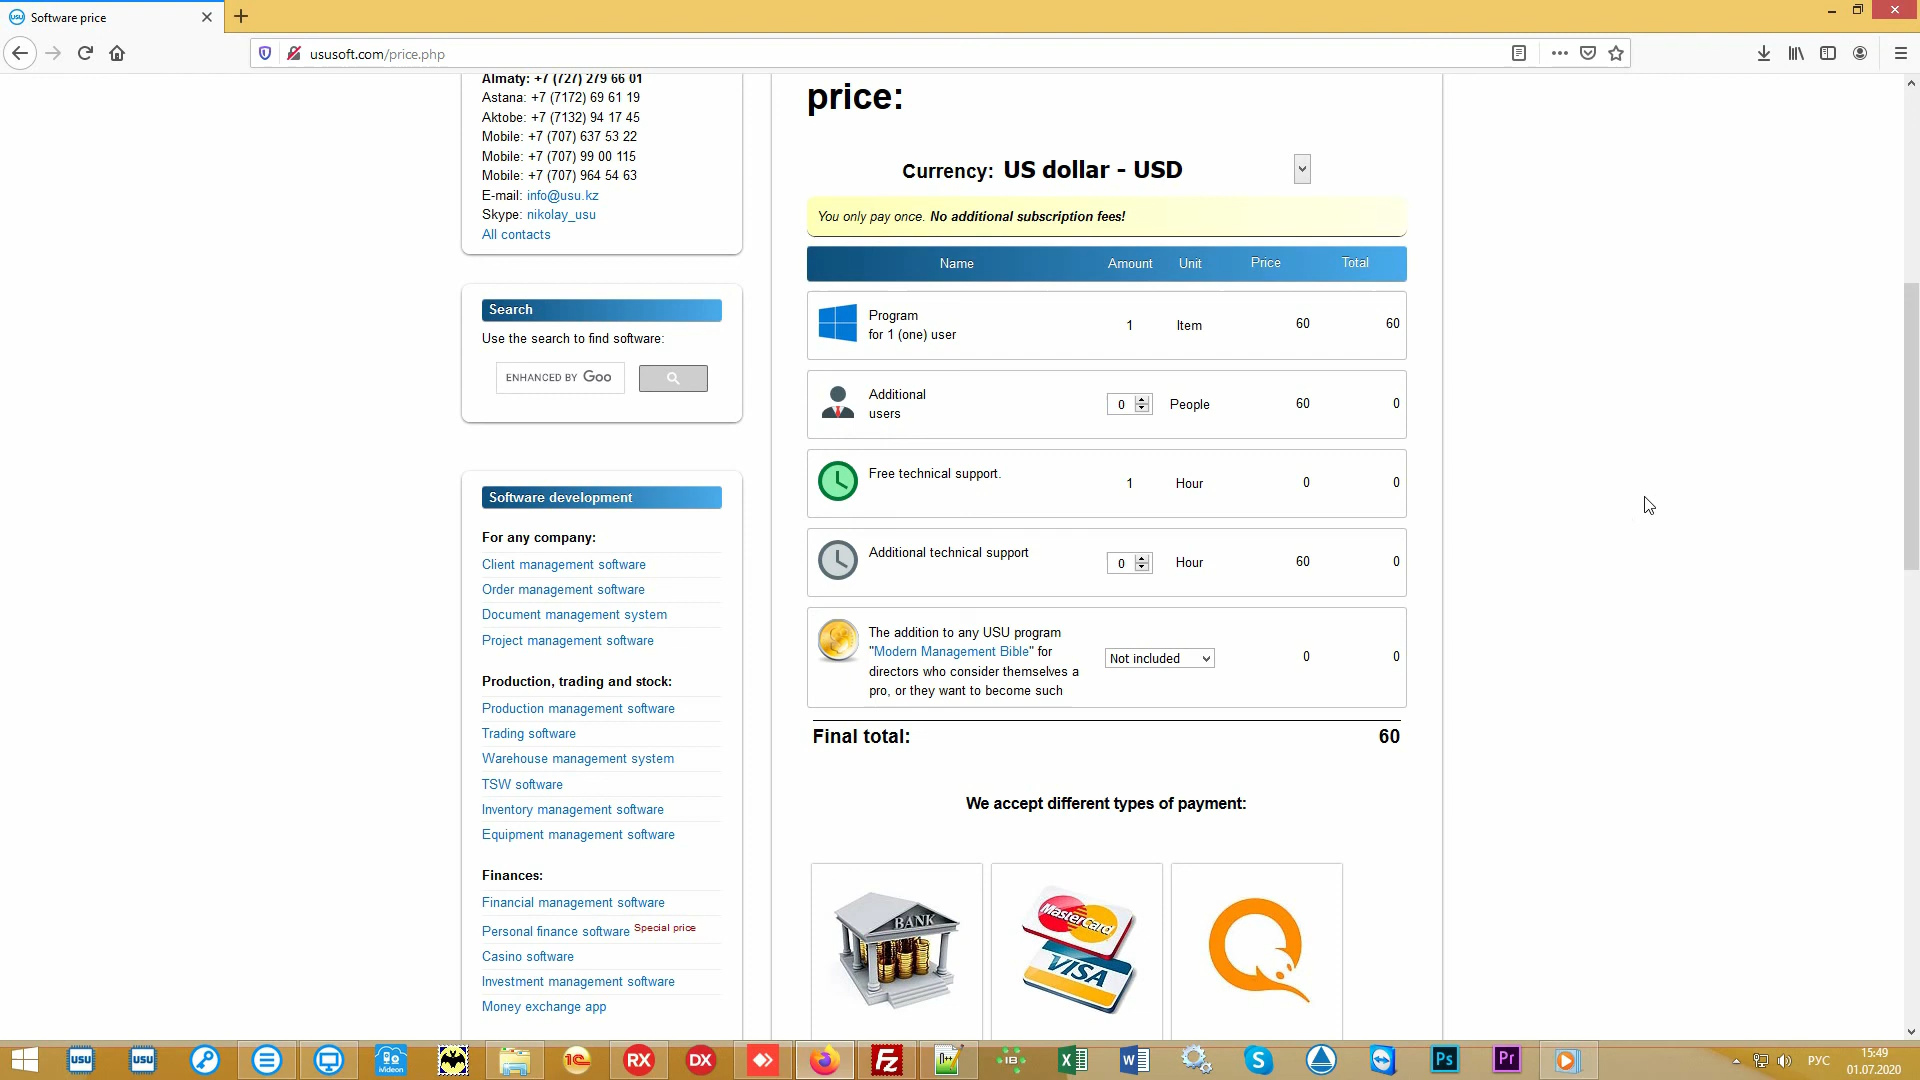 Software price
ususoft.com/price.php
Almaty: +7 (727) 279 66 01
Astana: +7 (7172) 69 61 19
Aktobe: +7 (7132) 94 17 45
Mobile: +7 (707) 637 53 22
Mobile: +7 (707) 99 00 115
Mobile: +7 (707) 964 54 63
E-mail: info@usu.kz
Skype: nikolay_usu
All contacts
Search
Use the search to find software:
ENHANCED BY Goo
Software development
For any company:
Client management software
Order management software
Document management system
Project management software
Production, trading and stock:
Production management software
Trading software
Warehouse management system
TSW software
Inventory management software
Equipment management software
Finances:
Financial management software
Personal finance software Special price
Casino software
Investment management software
Money exchange app
price:
Currency: US dollar - USD
You only pay once. No additional subscription fees!
Name Amount Unit Price Total
Program
for 1 (one) user
1 Item 60 60
Additional
users
0 People 60 0
Free technical support.
1 Hour 0 0
Additional technical support
0 Hour 60 0
The addition to any USU program
"Modern Management Bible" for
directors who consider themselves a
pro, or they want to become such
Not included 0 0
Final total: 60
We accept different types of payment:
BANK
MasterCard
VISA
USU
USU
ivideon
1C
RX
DX
FZ
IB
X
W
S
Ps
Pr
РУС
15:49
01.07.2020